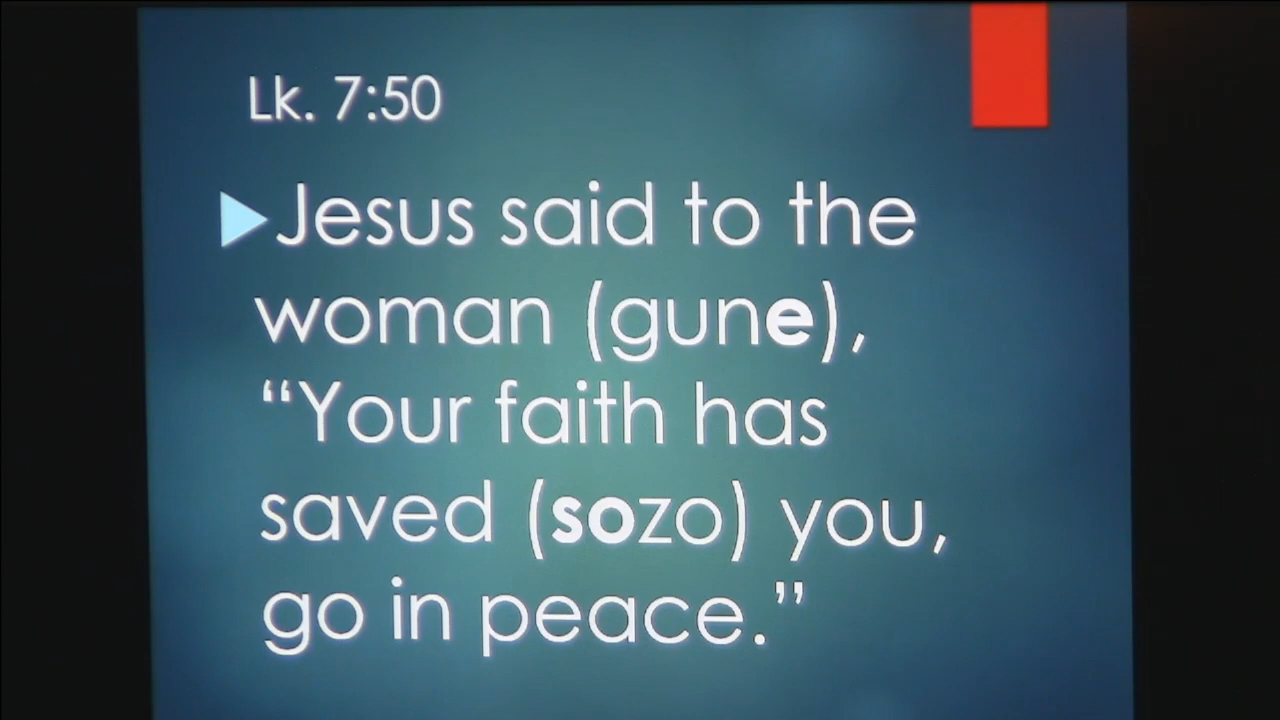 Lk. 7:50
Jesus said to the
woman (gune),
“Your faith has
saved (sozo) you,
go in peace.”